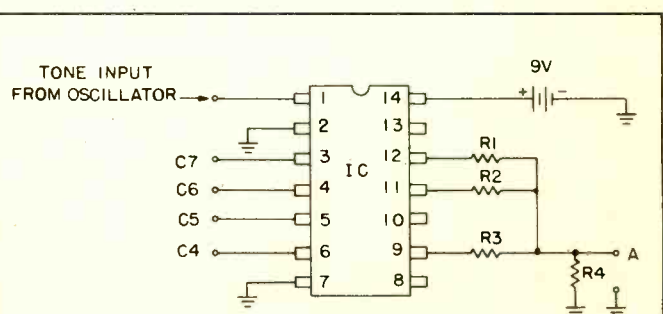 TONE INPUT
FROM OSCILLATOR
9V
+ -
1 14
2 13
3 12 R1
C7
IC
4 11 R2
C6
5 10
C5
6 9 R3
C4
A
R4
7 8